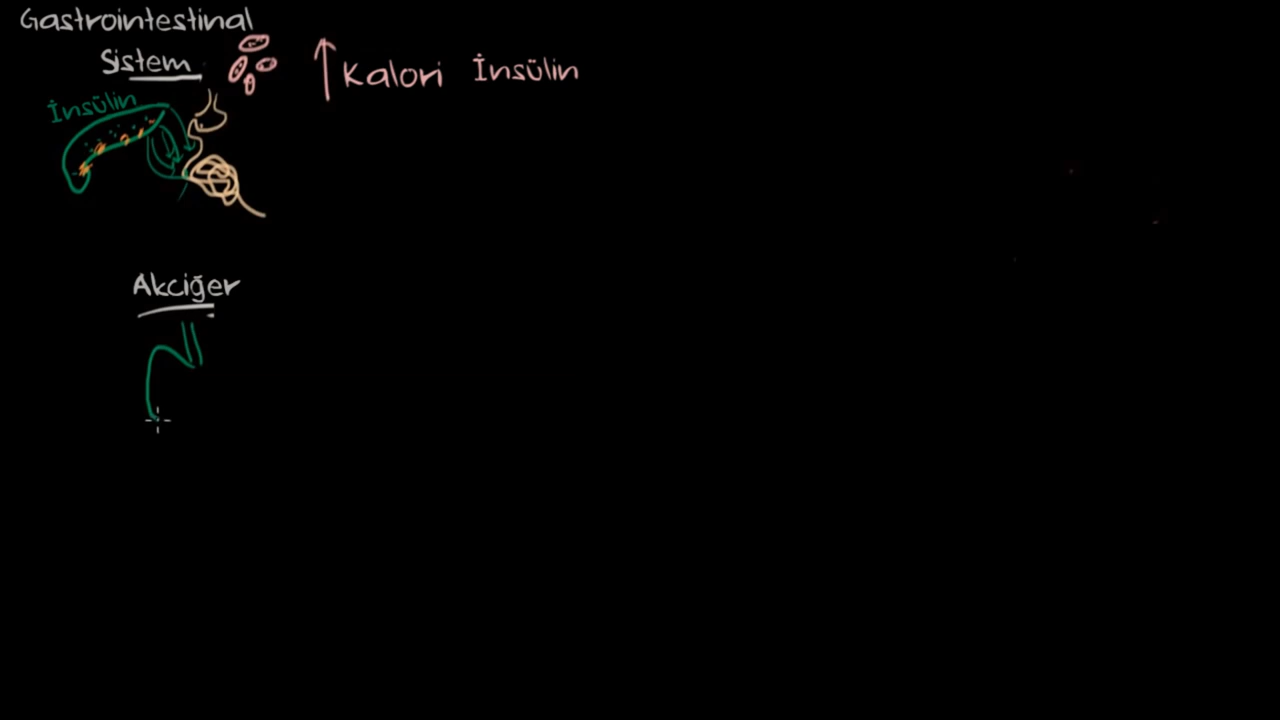 Gastrointestinal
Sistem
↑ Kalori İnsülin
İnsülin
Akciğer